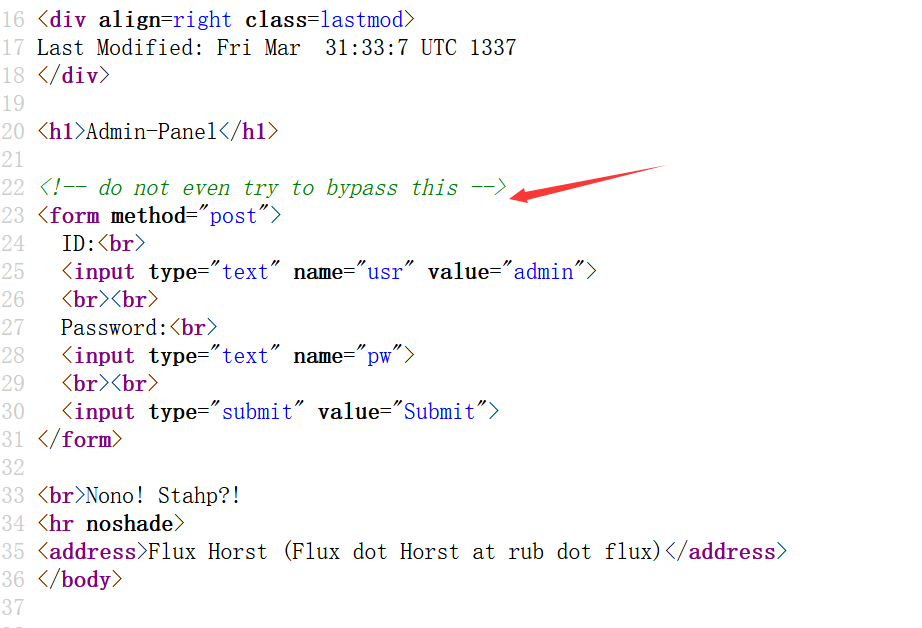 16 <div align=right class=lastmod>
17 Last Modified: Fri Mar  31:33:7 UTC 1337
18 </div>
19
20 <h1>Admin-Panel</h1>
21
22 <!-- do not even try to bypass this -->
23 <form method="post">
24   ID:<br>
25   <input type="text" name="usr" value="admin">
26   <br><br>
27   Password:<br>
28   <input type="text" name="pw">
29   <br><br>
30   <input type="submit" value="Submit">
31 </form>
32
33 <br>Nono! Stahp?!
34 <hr noshade>
35 <address>Flux Horst (Flux dot Horst at rub dot flux)</address>
36 </body>
37